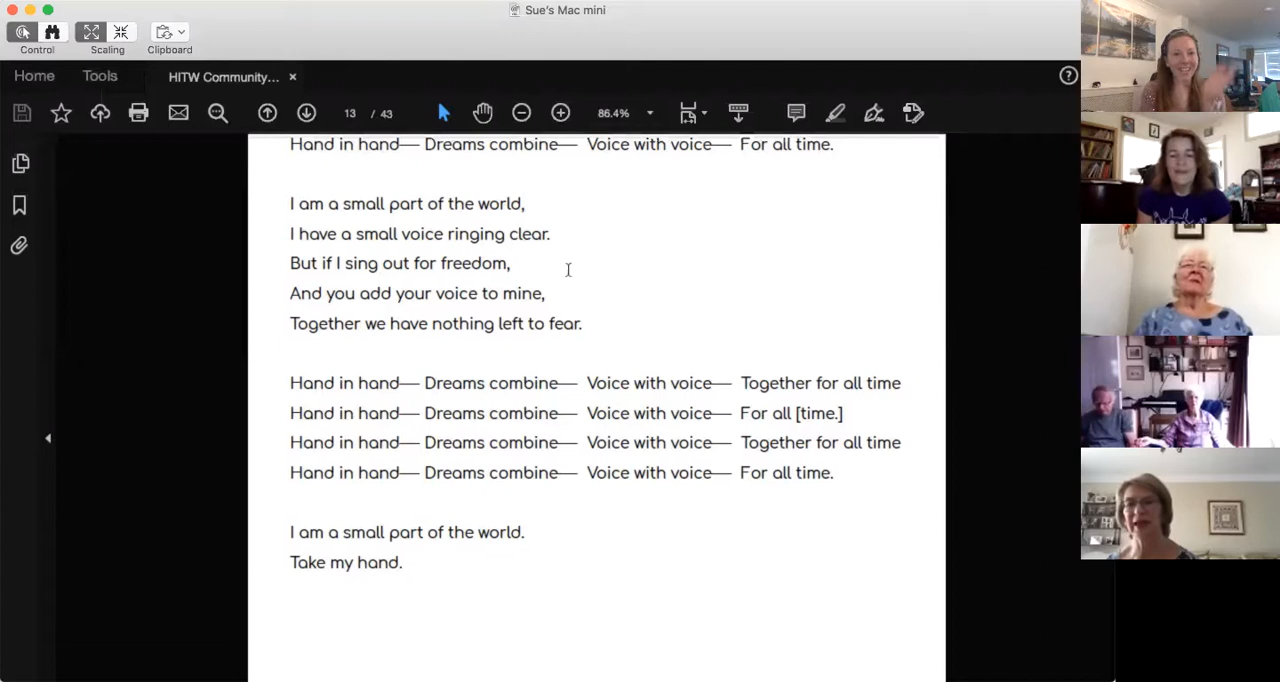 Sue's Mac mini
Control
Scaling
Clipboard
Home
Tools
HITW Community...
13 / 43
86.4%
Hand in hand— Dreams combine— Voice with voice— For all time.
I am a small part of the world,
I have a small voice ringing clear.
But if I sing out for freedom,
And you add your voice to mine,
Together we have nothing left to fear.
Hand in hand— Dreams combine— Voice with voice— Together for all time
Hand in hand— Dreams combine— Voice with voice— For all [time.]
Hand in hand— Dreams combine— Voice with voice— Together for all time
Hand in hand— Dreams combine— Voice with voice— For all time.
I am a small part of the world.
Take my hand.